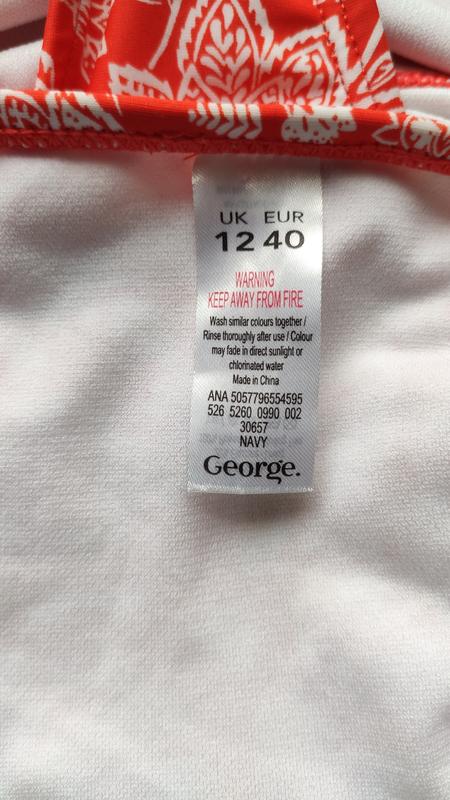 UK EUR
12 40
WARNING
KEEP AWAY FROM FIRE
Wash similar colours together /
Rinse thoroughly after use / Colour
may fade in direct sunlight or
chlorinated water
Made in China
ANA 5057796554595
526 5260 0990 002
30657
NAVY
George.